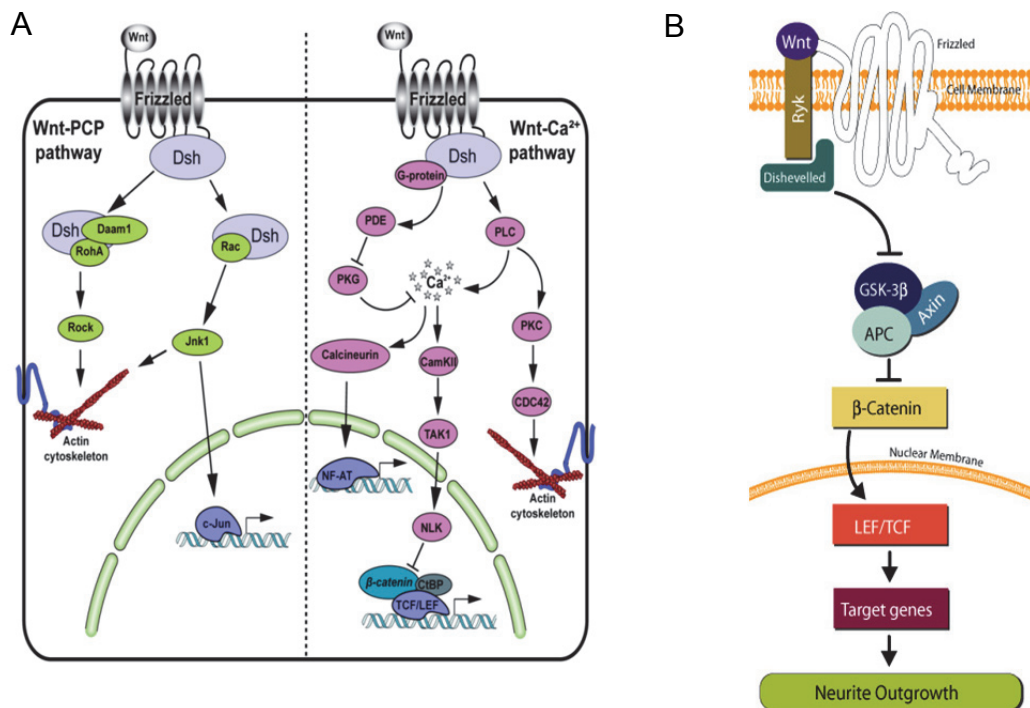 A
Wnt
Frizzled
Wnt-PCP
pathway
Dsh
Dsh
Daam1
RohA
Rac
Dsh
Rock
Jnk1
Actin
cytoskeleton
c-Jun
Wnt
Frizzled
Wnt-Ca²⁺
pathway
Dsh
G-protein
PDE
PLC
PKG
Ca²⁺
PKC
Calcineurin
CamKII
CDC42
TAK1
NF-AT
Actin
cytoskeleton
NLK
β-catenin
CtBP
TCF/LEF
B
Wnt
Frizzled
Cell Membrane
Ryk
Dishevelled
GSK-3β
Axin
APC
β-Catenin
Nuclear Membrane
LEF/TCF
Target genes
Neurite Outgrowth